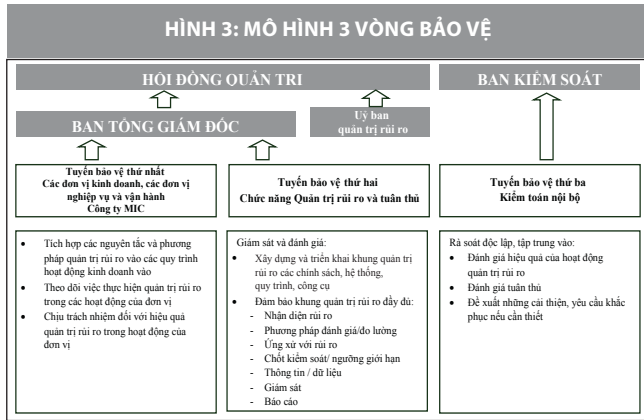 HÌNH 3: MÔ HÌNH 3 VÒNG BẢO VỆ
HỘI ĐỒNG QUẢN TRỊ
BAN KIỂM SOÁT
BAN TỔNG GIÁM ĐỐC
Uỷ ban
quản trị rủi ro
Tuyến bảo vệ thứ nhất
Các đơn vị kinh doanh, các đơn vị
nghiệp vụ và vận hành
Công ty MIC
Tuyến bảo vệ thứ hai
Chức năng Quản trị rủi ro và tuân thủ
Tuyến bảo vệ thứ ba
Kiểm toán nội bộ
• Tích hợp các nguyên tắc và phương
pháp quản trị rủi ro vào các quy trình
hoạt động kinh doanh vào
• Theo dõi việc thực hiện quản trị rủi ro
trong các hoạt động của đơn vị
• Chịu trách nhiệm đối với hiệu quả
quản trị rủi ro trong hoạt động của
đơn vị
Giám sát và đánh giá:
• Xây dựng và triển khai khung quản trị
rủi ro các chính sách, hệ thống,
quy trình, công cụ
• Đảm bảo khung quản trị rủi ro đầy đủ:
- Nhận diện rủi ro
- Phương pháp đánh giá/đo lường
- Ứng xử với rủi ro
- Chốt kiểm soát/ ngưỡng giới hạn
- Thông tin/ dữ liệu
- Giám sát
- Báo cáo
Rà soát độc lập, tập trung vào:
• Đánh giá hiệu quả của hoạt động
quản trị rủi ro
• Đánh giá tuân thủ
• Đề xuất những cải thiện, yêu cầu khắc
phục nếu cần thiết